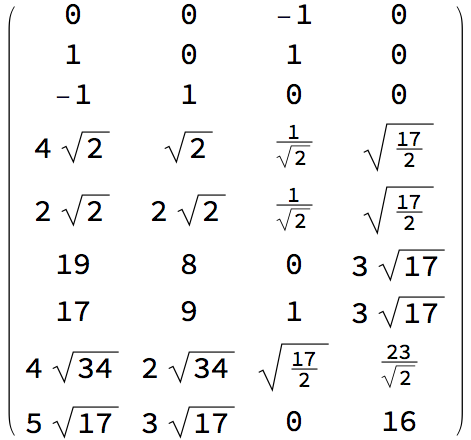 0 0 -1 0
1 0 1 0
-1 1 0 0
4 √2 √2 1/√2 √(17/2)
2 √2 2 √2 1/√2 √(17/2)
19 8 0 3 √17
17 9 1 3 √17
4 √34 2 √34 √(17/2) 23/√2
5 √17 3 √17 0 16